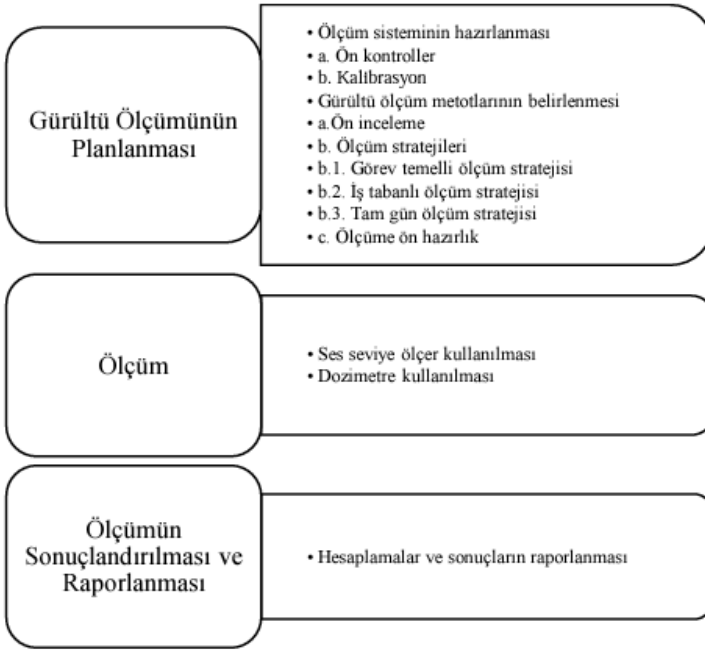 Gürültü Ölçümünün
Planlanması
• Ölçüm sisteminin hazırlanması
• a. Ön kontroller
• b. Kalibrasyon
• Gürültü ölçüm metotlarının belirlenmesi
• a.Ön inceleme
• b. Ölçüm stratejileri
• b.1. Görev temelli ölçüm stratejisi
• b.2. İş tabanlı ölçüm stratejisi
• b.3. Tam gün ölçüm stratejisi
• c. Ölçüme ön hazırlık
Ölçüm
• Ses seviye ölçer kullanılması
• Dozimetre kullanılması
Ölçümün
Sonuçlandırılması ve
Raporlanması
• Hesaplamalar ve sonuçların raporlanması